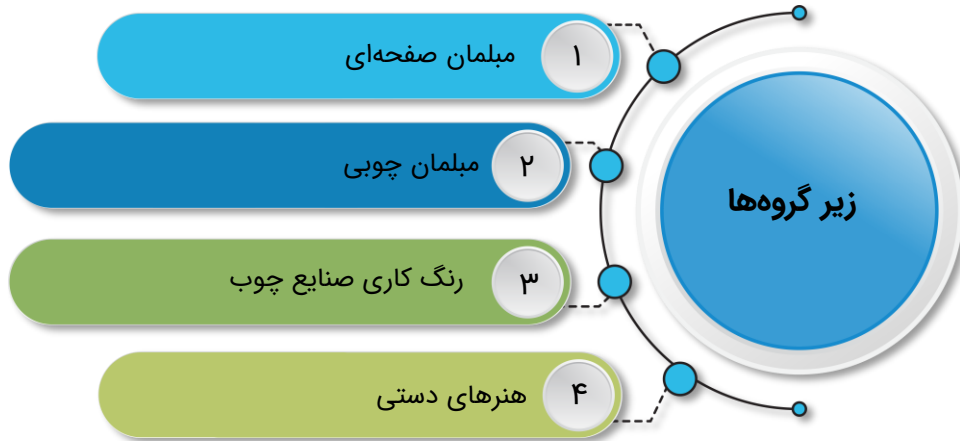 زیر گروه‌ها
۱ مبلمان صفحه‌ای
۲ مبلمان چوبی
۳ رنگ کاری صنایع چوب
۴ هنرهای دستی